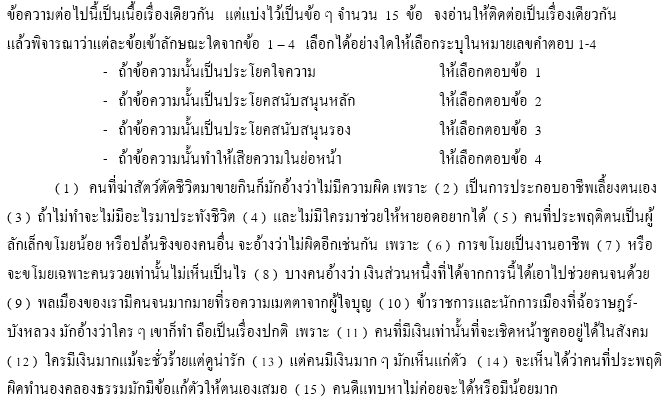 ข้อความต่อไปนี้เป็นเนื้อเรื่องเดียวกัน แต่แบ่งไว้เป็นข้อ ๆ จำนวน 15 ข้อ จงอ่านให้ติดต่อเป็นเรื่องเดียวกัน
แล้วพิจารณาว่าแต่ละข้อเข้าลักษณะใดจากข้อ 1 – 4 เลือกได้อย่างใดให้เลือกระบุในหมายเลขคำตอบ 1-4
- ถ้าข้อความนั้นเป็นประโยคใจความ ให้เลือกตอบข้อ 1
- ถ้าข้อความนั้นเป็นประโยคสนับสนุนหลัก ให้เลือกตอบข้อ 2
- ถ้าข้อความนั้นเป็นประโยคสนับสนุนรอง ให้เลือกตอบข้อ 3
- ถ้าข้อความนั้นทำให้เสียความในย่อหน้า ให้เลือกตอบข้อ 4
(1) คนที่ฆ่าสัตว์ตัดชีวิตมาขายกินก็มักอ้างว่าไม่มีความผิด เพราะ (2) เป็นการประกอบอาชีพเลี้ยงตนเอง
(3) ถ้าไม่ทำจะไม่มีอะไรมาประทังชีวิต (4) และไม่มีใครมาช่วยให้หายอดอยากได้ (5) คนที่ประพฤติตนเป็นผู้
ลักเล็กขโมยน้อย หรือปล้นชิงของคนอื่น จะอ้างว่าไม่ผิดอีกเช่นกัน เพราะ (6) การขโมยเป็นงานอาชีพ (7) หรือ
จะขโมยเฉพาะคนรวยเท่านั้นไม่เห็นเป็นไร (8) บางคนอ้างว่า เงินส่วนหนึ่งที่ได้จากการนี้ได้เอาไปช่วยคนจนด้วย
(9) พลเมืองของเรามีคนจนมากมายที่รอความเมตตาจากผู้ใจบุญ (10) ข้าราชการและนักการเมืองที่ฉ้อราษฎร์-
บังหลวง มักอ้างว่าใคร ๆ เขาก็ทำ ถือเป็นเรื่องปกติ เพราะ (11) คนที่มีเงินเท่านั้นที่จะเชิดหน้าชูคออยู่ได้ในสังคม
(12) ใครมีเงินมากแม้จะชั่วร้ายแต่ดูน่ารัก (13) แต่คนมีเงินมาก ๆ มักเห็นแก่ตัว (14) จะเห็นได้ว่าคนที่ประพฤติ
ผิดทำนองคลองธรรมมักมีข้อแก้ตัวให้ตนเองเสมอ (15) คนดีแทบหาไม่ค่อยจะได้หรือมีน้อยมาก